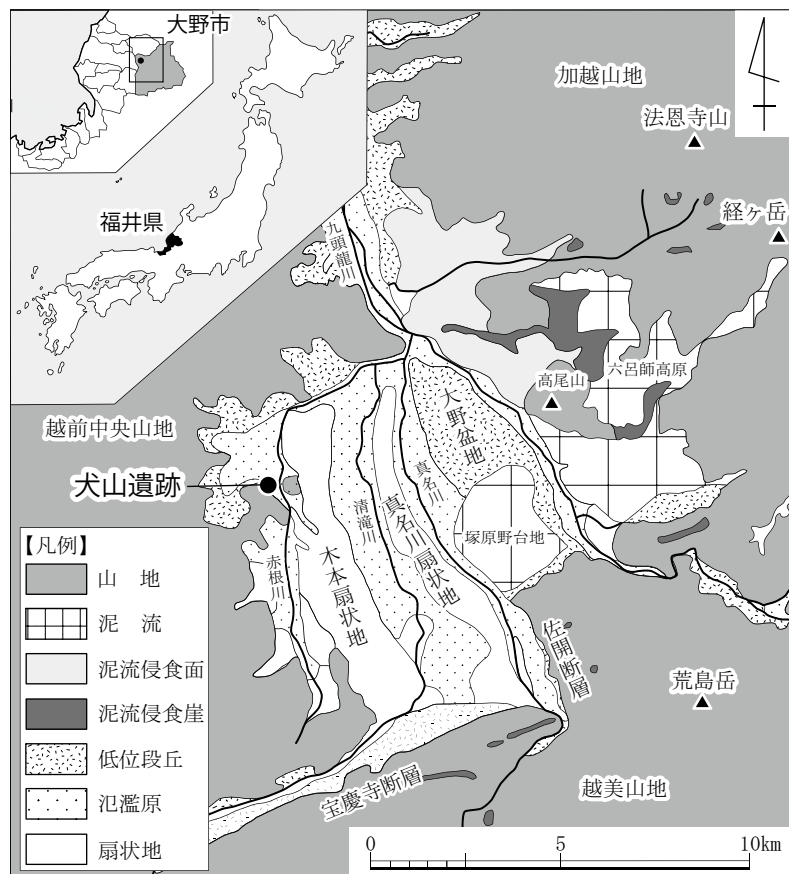 大野市
福井県
加越山地
法恩寺山
経ヶ岳
九頭龍川
高尾山
六呂師高原
越前中央山地
大野盆地
犬山遺跡
清滝川
真名川
真名川扇状地
塚原野台地
赤根川
木本扇状地
佐開断層
荒島岳
宝慶寺断層
越美山地
【凡例】
山 地
泥 流
泥流侵食面
泥流侵食崖
低位段丘
氾濫原
扇状地
0 5 10km